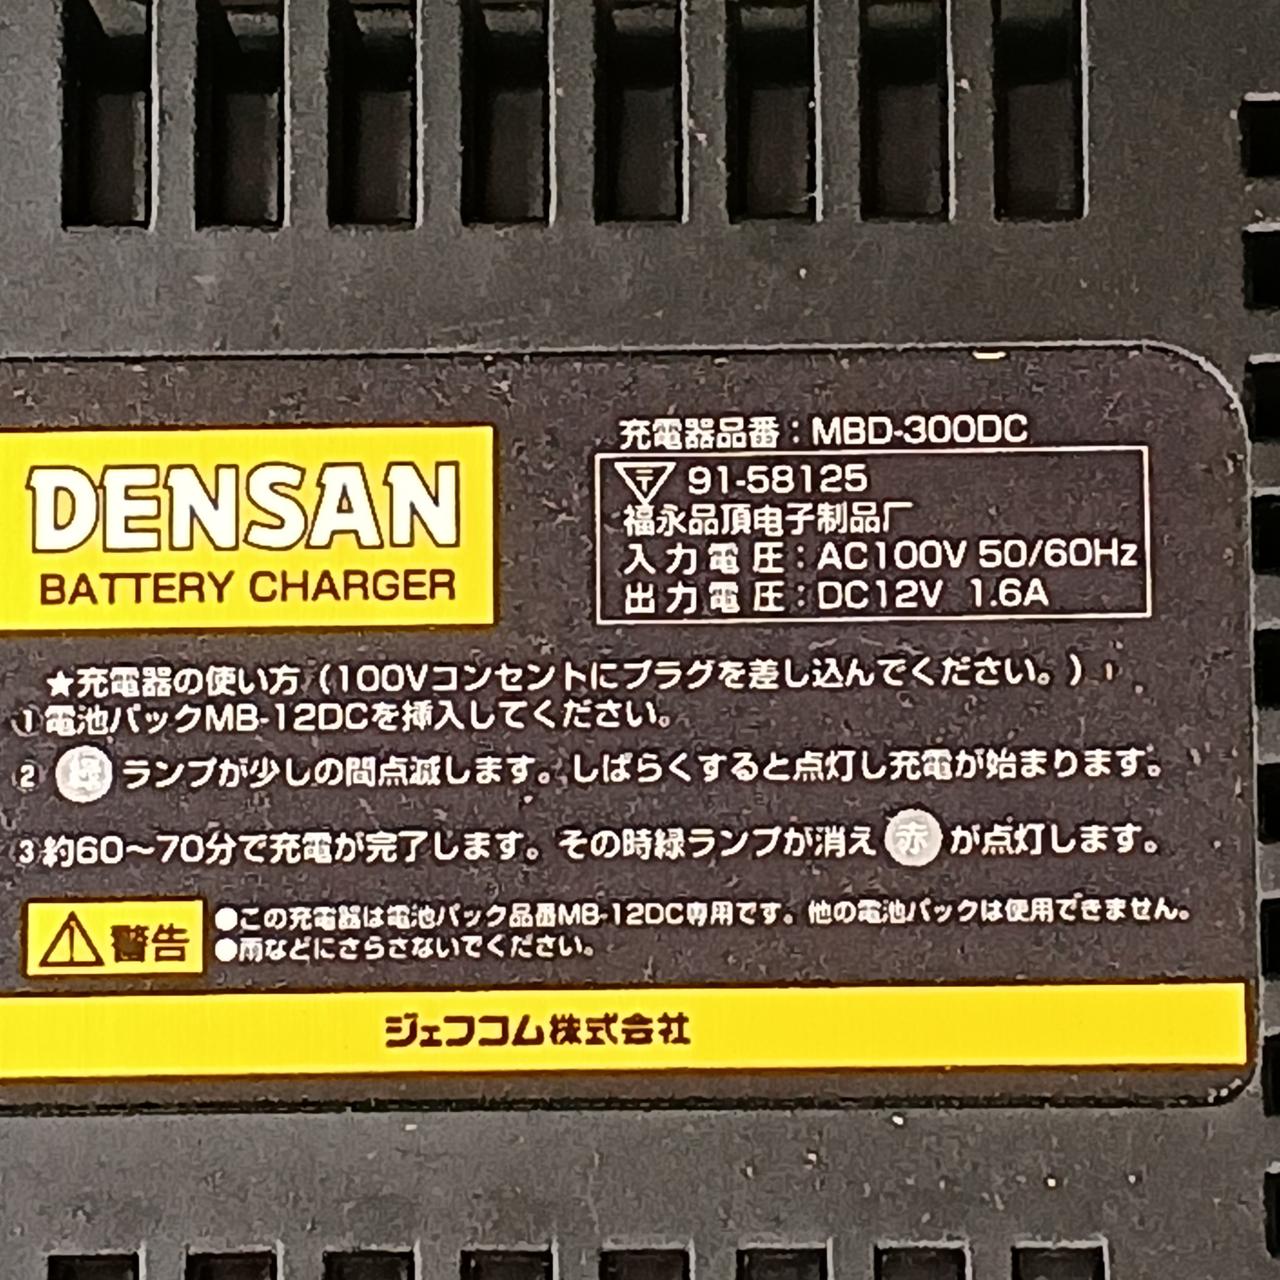 DENSAN
BATTERY CHARGER
充電器品番：MBD-300DC
〒 91-58125
福永品頂电子制品厂
入力電圧：AC100V 50/60Hz
出力電圧：DC12V 1.6A
★充電器の使い方（100Vコンセントにプラグを差し込んでください。）
①電池パックMB-12DCを挿入してください。
② 緑 ランプが少しの間点滅します。しばらくすると点灯し充電が始まります。
③約60～70分で充電が完了します。その時緑ランプが消え 赤 が点灯します。
⚠警告
●この充電器は電池パック品番MB-12DC専用です。他の電池パックは使用できません。
●雨などにさらさないでください。
ジェフコム株式会社